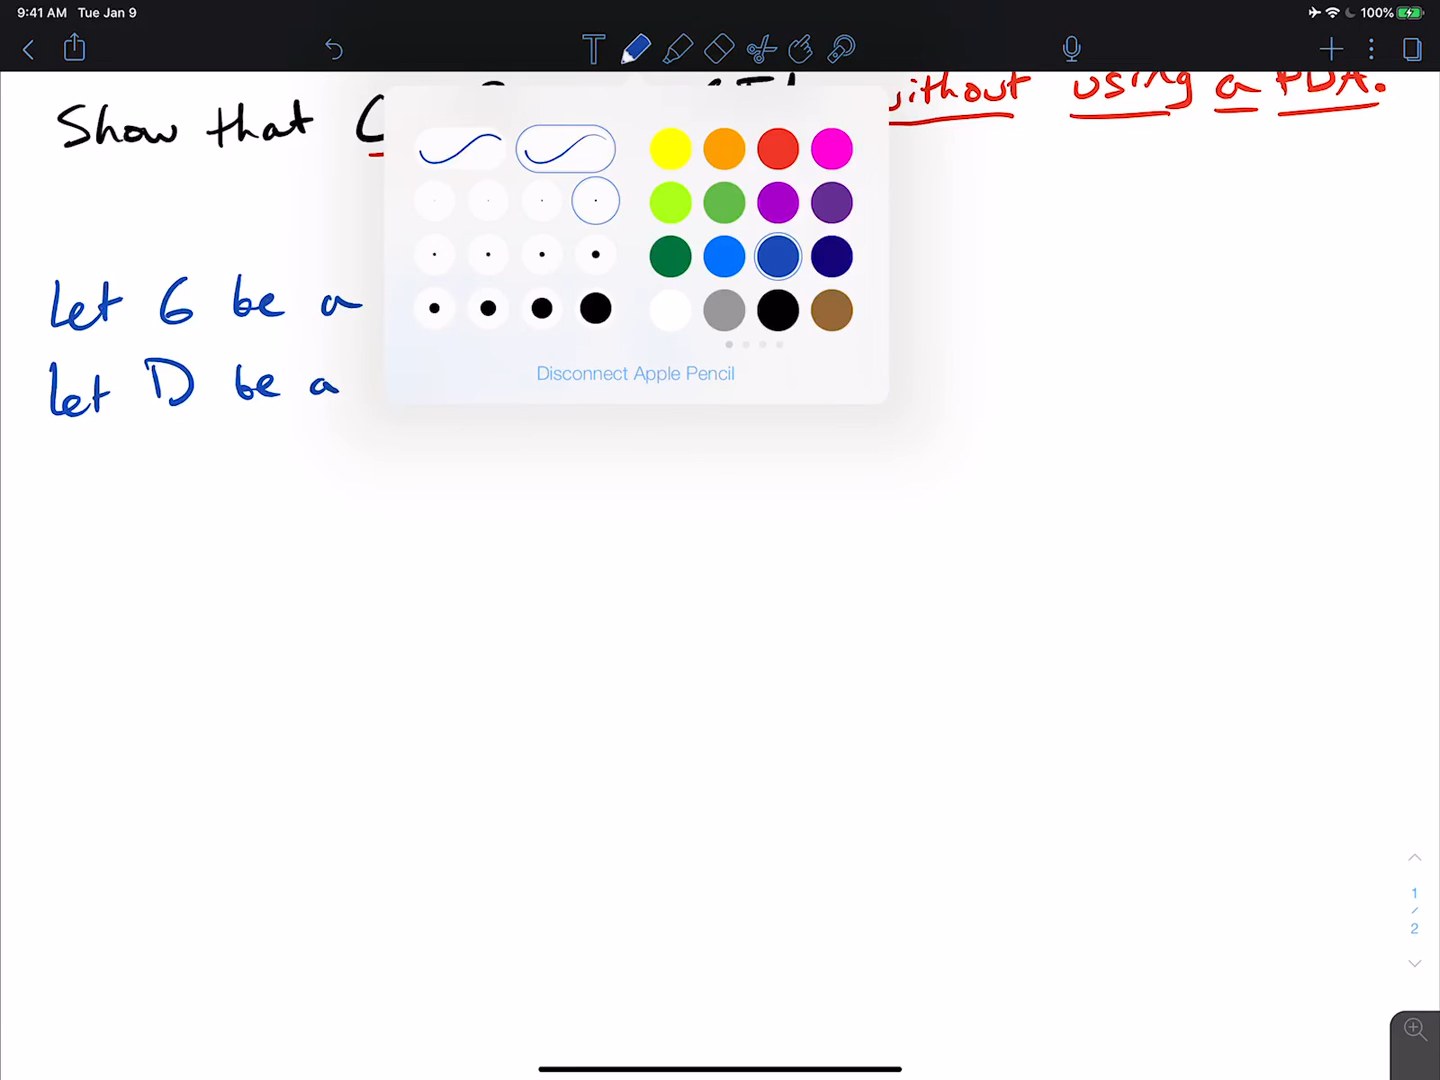 9:41 AM Tue Jan 9 100%
without using a PDA.
Show that
Let G be a
Let D be a
Disconnect Apple Pencil
1
/
2